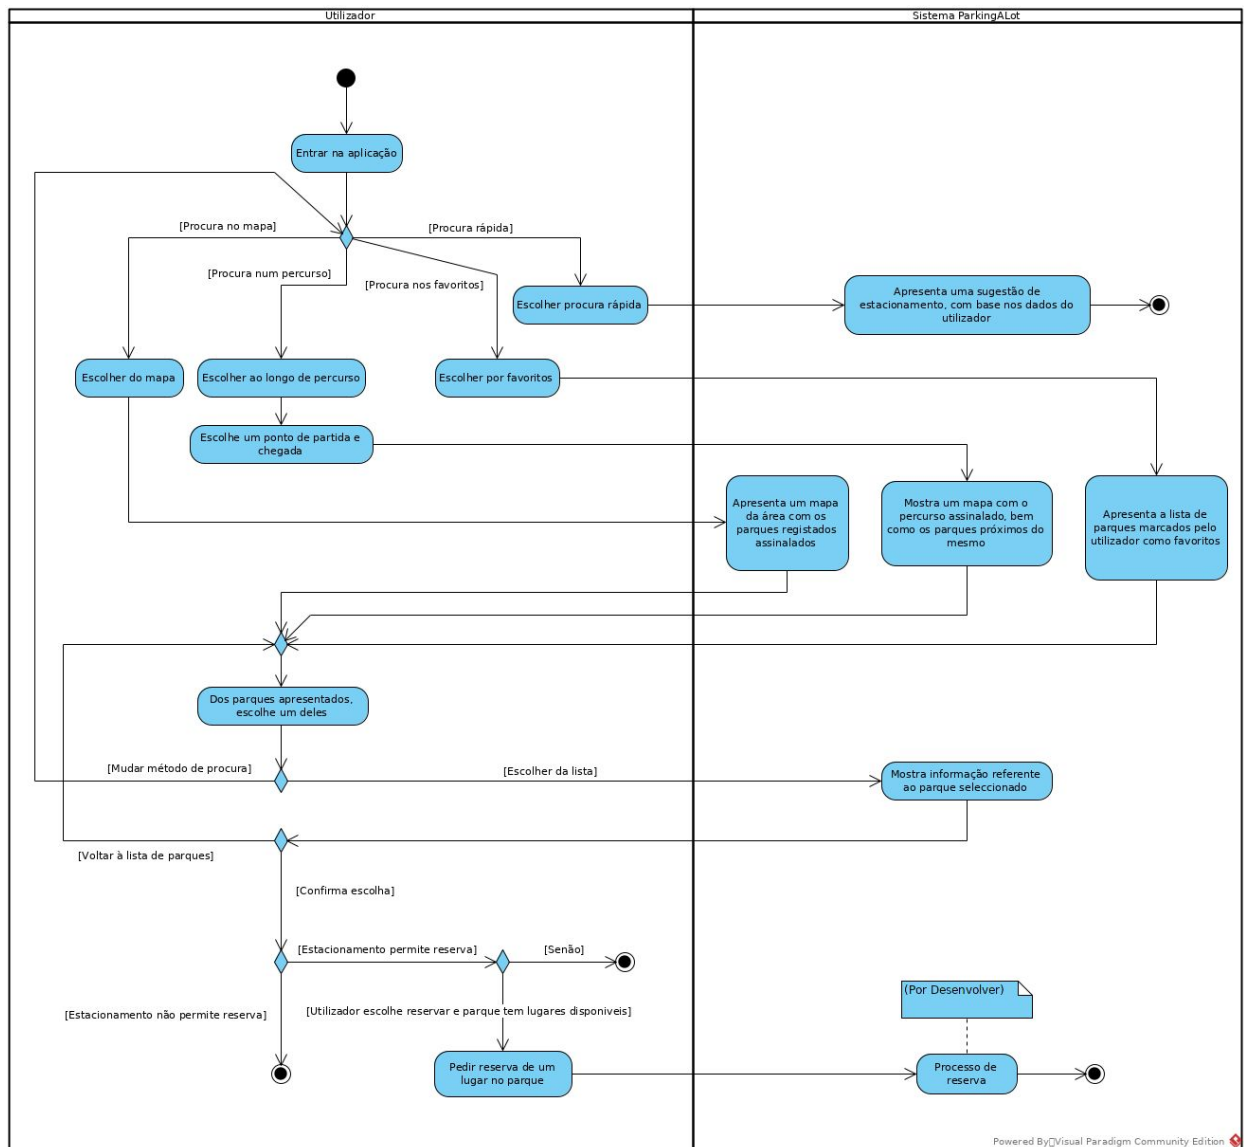 Utilizador
Sistema ParkingALot
Entrar na aplicação
[Procura no mapa]
[Procura rápida]
[Procura num percurso]
[Procura nos favoritos]
Escolher procura rápida
Apresenta uma sugestão de
estacionamento, com base nos dados do
utilizador
Escolher do mapa
Escolher ao longo de percurso
Escolher por favoritos
Escolhe um ponto de partida e
chegada
Apresenta um mapa
da área com os
parques registados
assinalados
Mostra um mapa com o
percurso assinalado, bem
como os parques próximos do
mesmo
Apresenta a lista de
parques marcados pelo
utilizador como favoritos
Dos parques apresentados,
escolhe um deles
[Mudar método de procura]
[Escolher da lista]
Mostra informação referente
ao parque seleccionado
[Voltar à lista de parques]
[Confirma escolha]
[Estacionamento permite reserva]
[Senão]
[Estacionamento não permite reserva]
[Utilizador escolhe reservar e parque tem lugares disponiveis]
(Por Desenvolver)
Pedir reserva de um
lugar no parque
Processo de
reserva
Powered By Visual Paradigm Community Edition